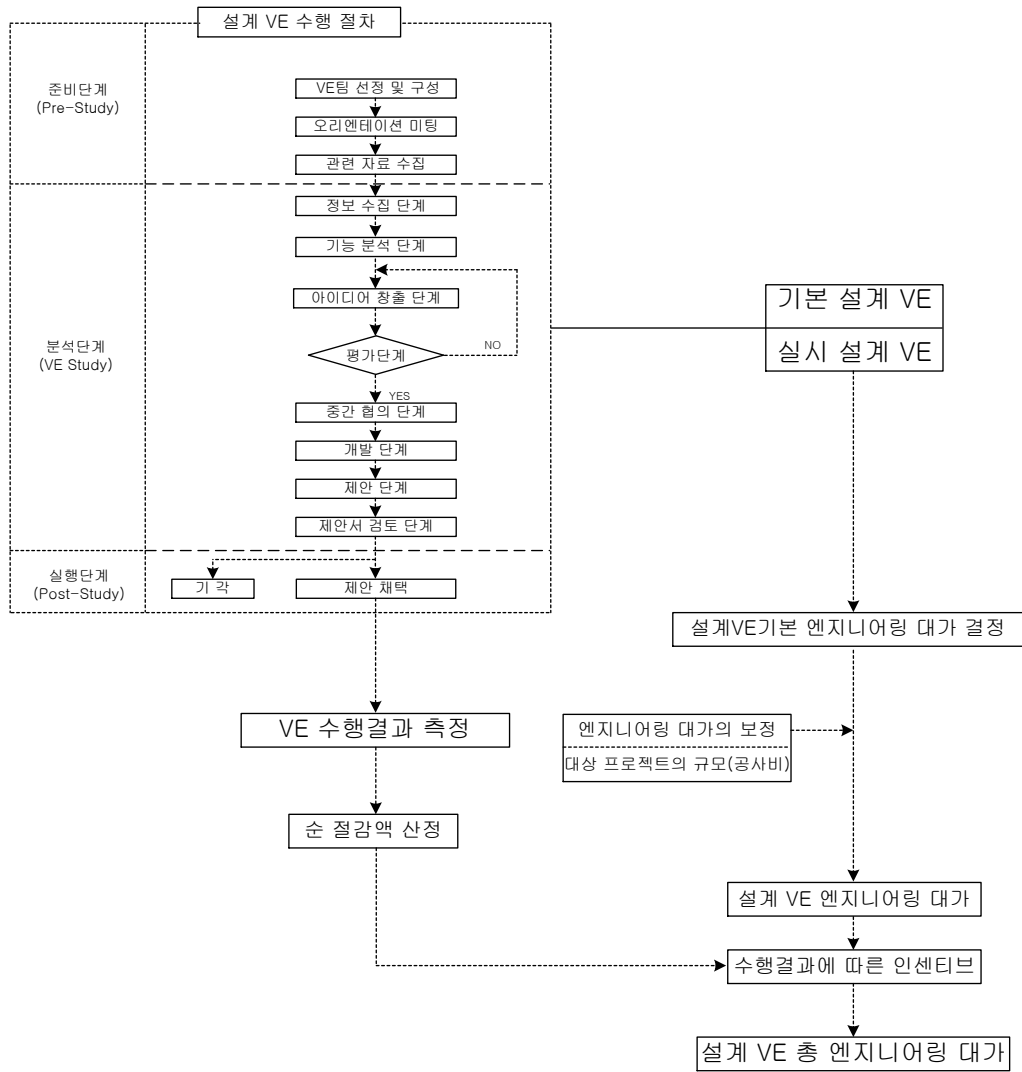 설계 VE 수행 절차
준비단계
(Pre-Study)
VE팀 선정 및 구성
오리엔테이션 미팅
관련 자료 수집
분석단계
(VE Study)
정보 수집 단계
기능 분석 단계
아이디어 창출 단계
평가단계
NO
YES
중간 협의 단계
개발 단계
제안 단계
제안서 검토 단계
실행단계
(Post-Study)
기 각
제안 채택
기본 설계 VE
실시 설계 VE
설계VE기본 엔지니어링 대가 결정
VE 수행결과 측정
엔지니어링 대가의 보정
대상 프로젝트의 규모(공사비)
순 절감액 산정
설계 VE 엔지니어링 대가
수행결과에 따른 인센티브
설계 VE 총 엔지니어링 대가